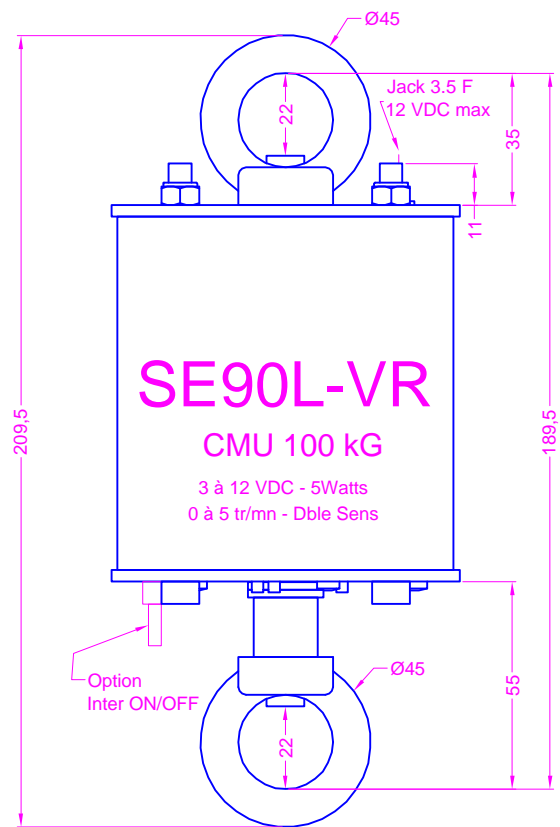 Ø45
Jack 3.5 F
12 VDC max
22
35
11
SE90L-VR
CMU 100 kG
3 à 12 VDC - 5Watts
0 à 5 tr/mn - Dble Sens
209,5
189,5
Option
Inter ON/OFF
Ø45
22
55